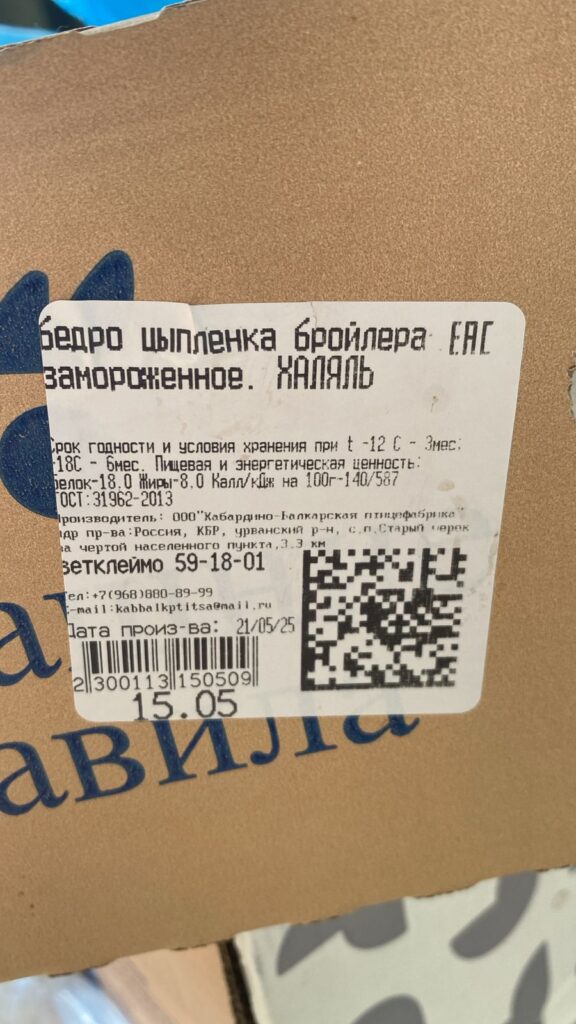 бедро цыпленка бройлера ЕАС
замороженное. ХАЛЯЛЬ
Срок годности и условия хранения при t -12 С - 3мес.
-18С - 6мес. Пищевая и энергетическая ценность:
белок-18.0 Жиры-8.0 Калл/кДж на 100г-140/587
ГОСТ:31962-2013
Производитель: ООО"Кабардино-Балкарская птицефабрика"
Адр пр-ва:Россия, КБР, урванский р-н, с.п.Старый черек
за чертой населенного пункта,3.3 км
ветклеймо 59-18-01
Тел:+7(968)880-89-99
E-mail:kabbalkptitsa@mail.ru
Дата произ-ва: 21/05/25
2 300113 150509
15.05
авила